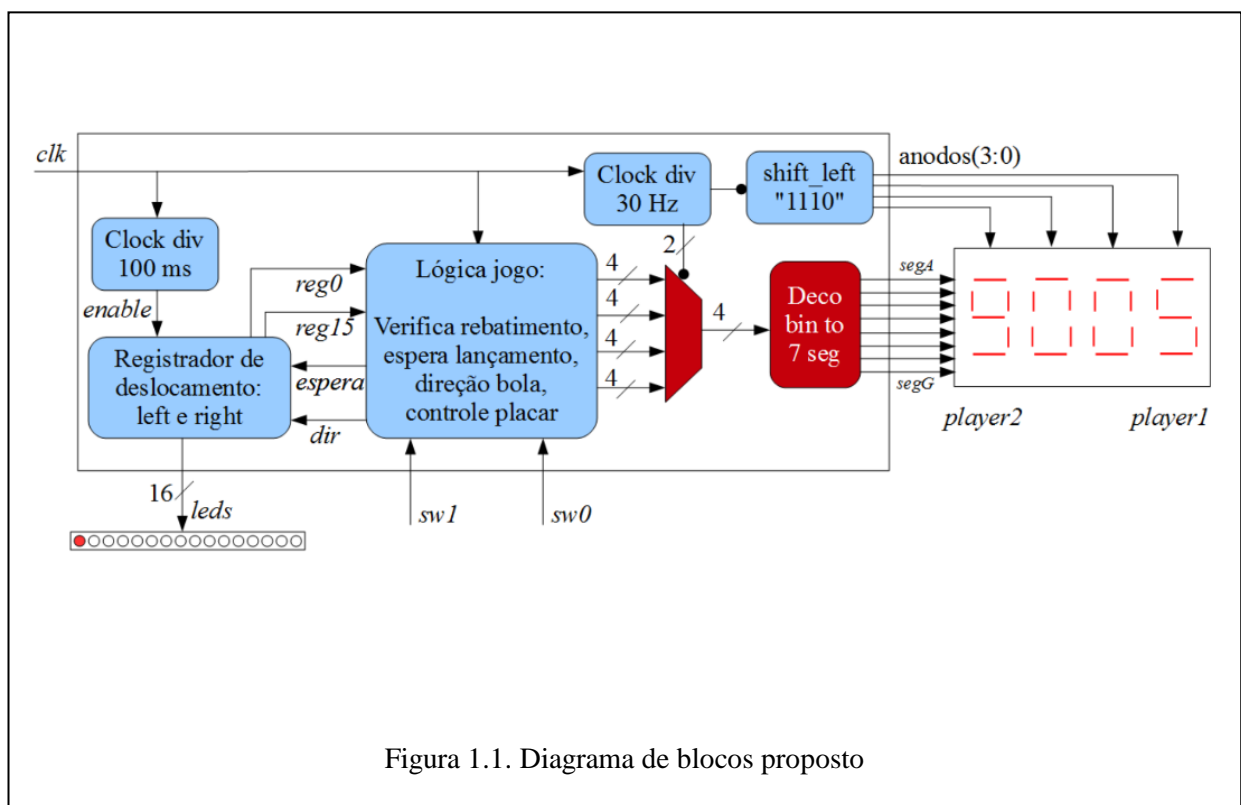 clk
Clock div
30 Hz
shift_left
"1110"
anodos(3:0)
Clock div
100 ms
enable
reg0
reg15
Lógica jogo:
Verifica rebatimento,
espera lançamento,
direção bola,
controle placar
4
4
4
4
2
4
Deco
bin to
7 seg
segA
segG
9005
player2
player1
Registrador de
deslocamento:
left e right
espera
dir
16
leds
sw1
sw0
Figura 1.1. Diagrama de blocos proposto